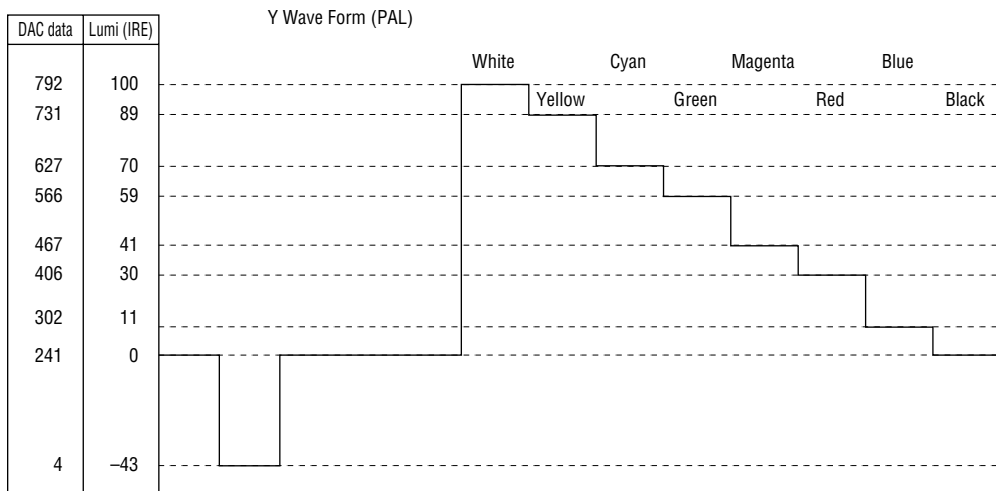 Y Wave Form (PAL)
DAC data Lumi (IRE)
White Cyan Magenta Blue
792 100
Yellow Green Red Black
731 89
627 70
566 59
467 41
406 30
302 11
241 0
4 –43